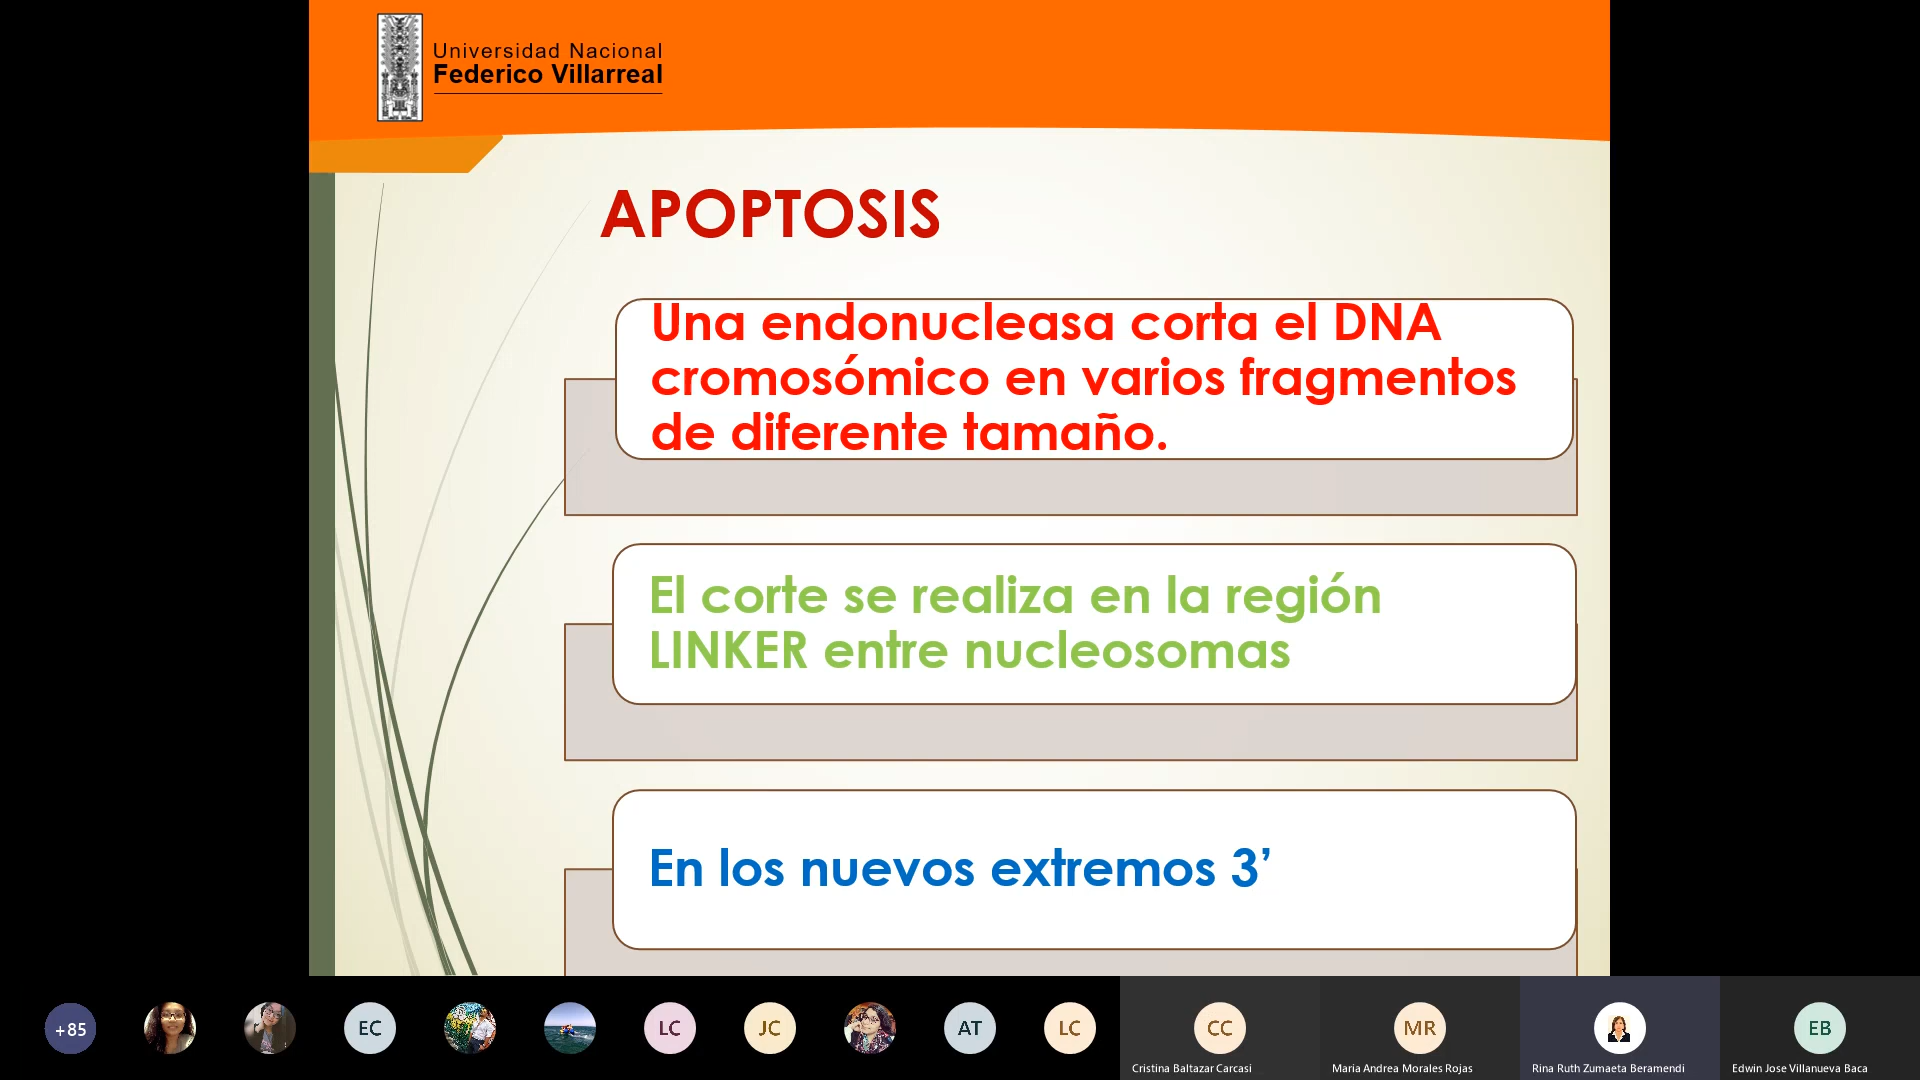 Universidad Nacional
Federico Villarreal
APOPTOSIS
Una endonucleasa corta el DNA
cromosómico en varios fragmentos
de diferente tamaño.
El corte se realiza en la región
LINKER entre nucleosomas
En los nuevos extremos 3’
+85
EC
LC
JC
AT
LC
CC
MR
EB
Cristina Baltazar Carcasi
Maria Andrea Morales Rojas
Rina Ruth Zumaeta Beramendi
Edwin Jose Villanueva Baca